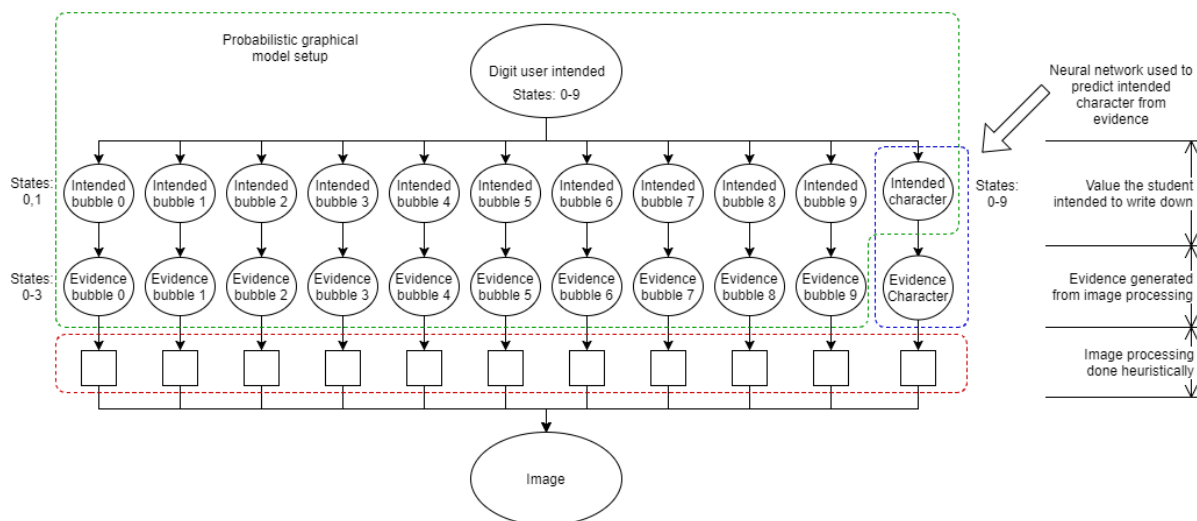 Probabilistic graphical
model setup
Digit user intended
States: 0-9
Neural network used to
predict intended
character from
evidence
States:
0,1
Intended
bubble 0
Intended
bubble 1
Intended
bubble 2
Intended
bubble 3
Intended
bubble 4
Intended
bubble 5
Intended
bubble 6
Intended
bubble 7
Intended
bubble 8
Intended
bubble 9
Intended
character
States:
0-9
Value the student
intended to write down
States:
0-3
Evidence
bubble 0
Evidence
bubble 1
Evidence
bubble 2
Evidence
bubble 3
Evidence
bubble 4
Evidence
bubble 5
Evidence
bubble 6
Evidence
bubble 7
Evidence
bubble 8
Evidence
bubble 9
Evidence
Character
Evidence generated
from image processing
Image processing
done heuristically
Image